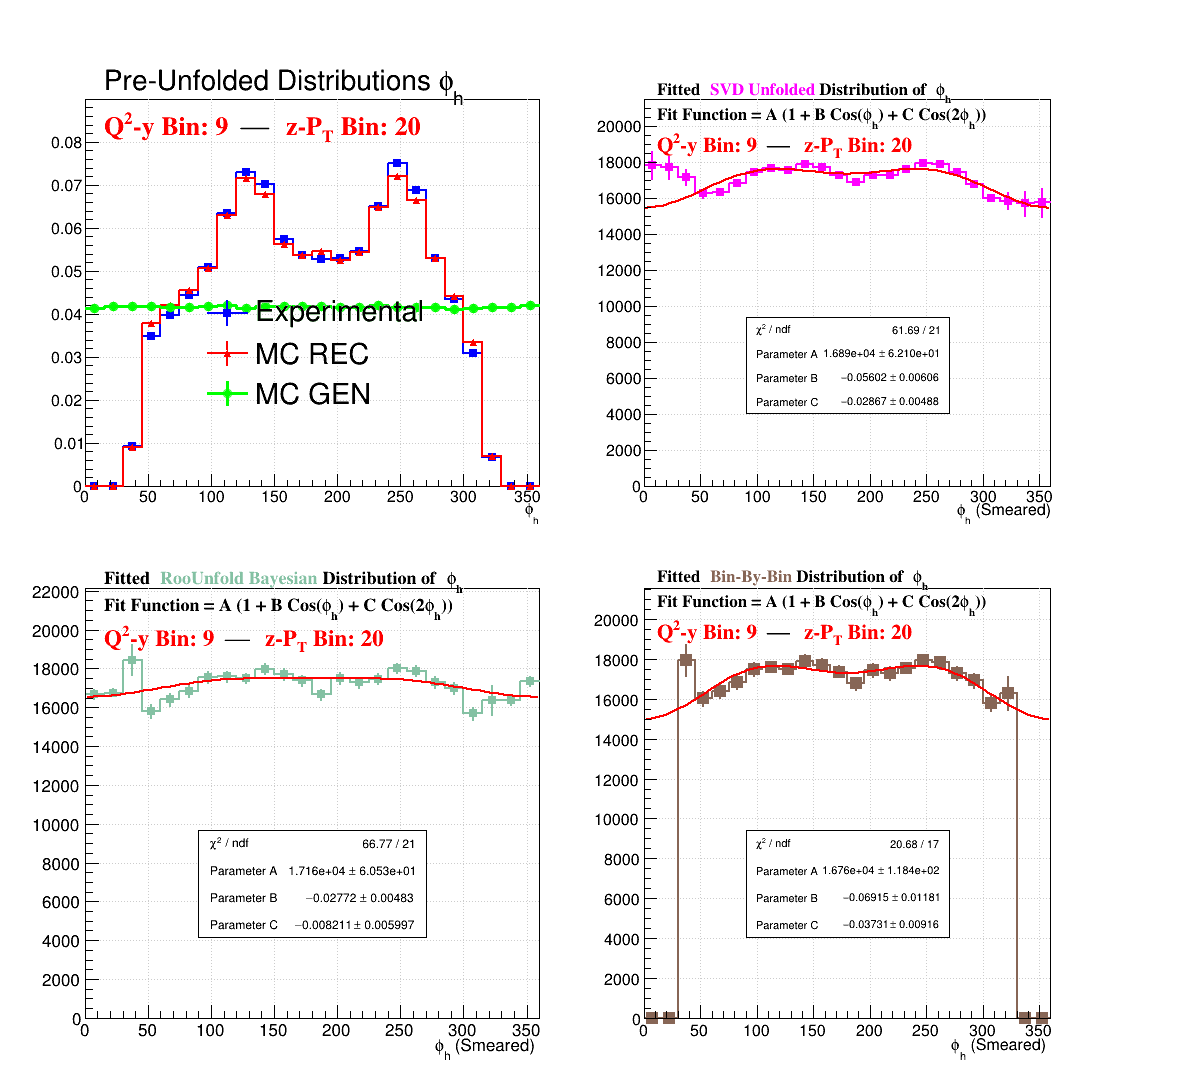 Pre-Unfolded Distributions ϕh
Q2-y Bin: 9 — z-PT Bin: 20
0.08
0.07
0.06
0.05
0.04
0.03
0.02
0.01
0
Experimental
MC REC
MC GEN
50 100 150 200 250 300 350
ϕh
Fitted SVD Unfolded Distribution of ϕh
Fit Function = A (1 + B Cos(ϕh) + C Cos(2ϕh))
Q2-y Bin: 9 — z-PT Bin: 20
20000
18000
16000
14000
12000
10000
8000
6000
4000
2000
0
χ2 / ndf 61.69 / 21
Parameter A 1.689e+04 ± 6.210e+01
Parameter B −0.05602 ± 0.00606
Parameter C −0.02867 ± 0.00488
0 50 100 150 200 250 300 350
ϕh (Smeared)
Fitted RooUnfold Bayesian Distribution of ϕh
Fit Function = A (1 + B Cos(ϕh) + C Cos(2ϕh))
Q2-y Bin: 9 — z-PT Bin: 20
22000
20000
18000
16000
14000
12000
10000
8000
6000
4000
2000
0
χ2 / ndf 66.77 / 21
Parameter A 1.716e+04 ± 6.053e+01
Parameter B −0.02772 ± 0.00483
Parameter C −0.008211 ± 0.005997
0 50 100 150 200 250 300 350
ϕh (Smeared)
Fitted Bin-By-Bin Distribution of ϕh
Fit Function = A (1 + B Cos(ϕh) + C Cos(2ϕh))
Q2-y Bin: 9 — z-PT Bin: 20
20000
18000
16000
14000
12000
10000
8000
6000
4000
2000
0
χ2 / ndf 20.68 / 17
Parameter A 1.676e+04 ± 1.184e+02
Parameter B −0.06915 ± 0.01181
Parameter C −0.03731 ± 0.00916
0 50 100 150 200 250 300 350
ϕh (Smeared)